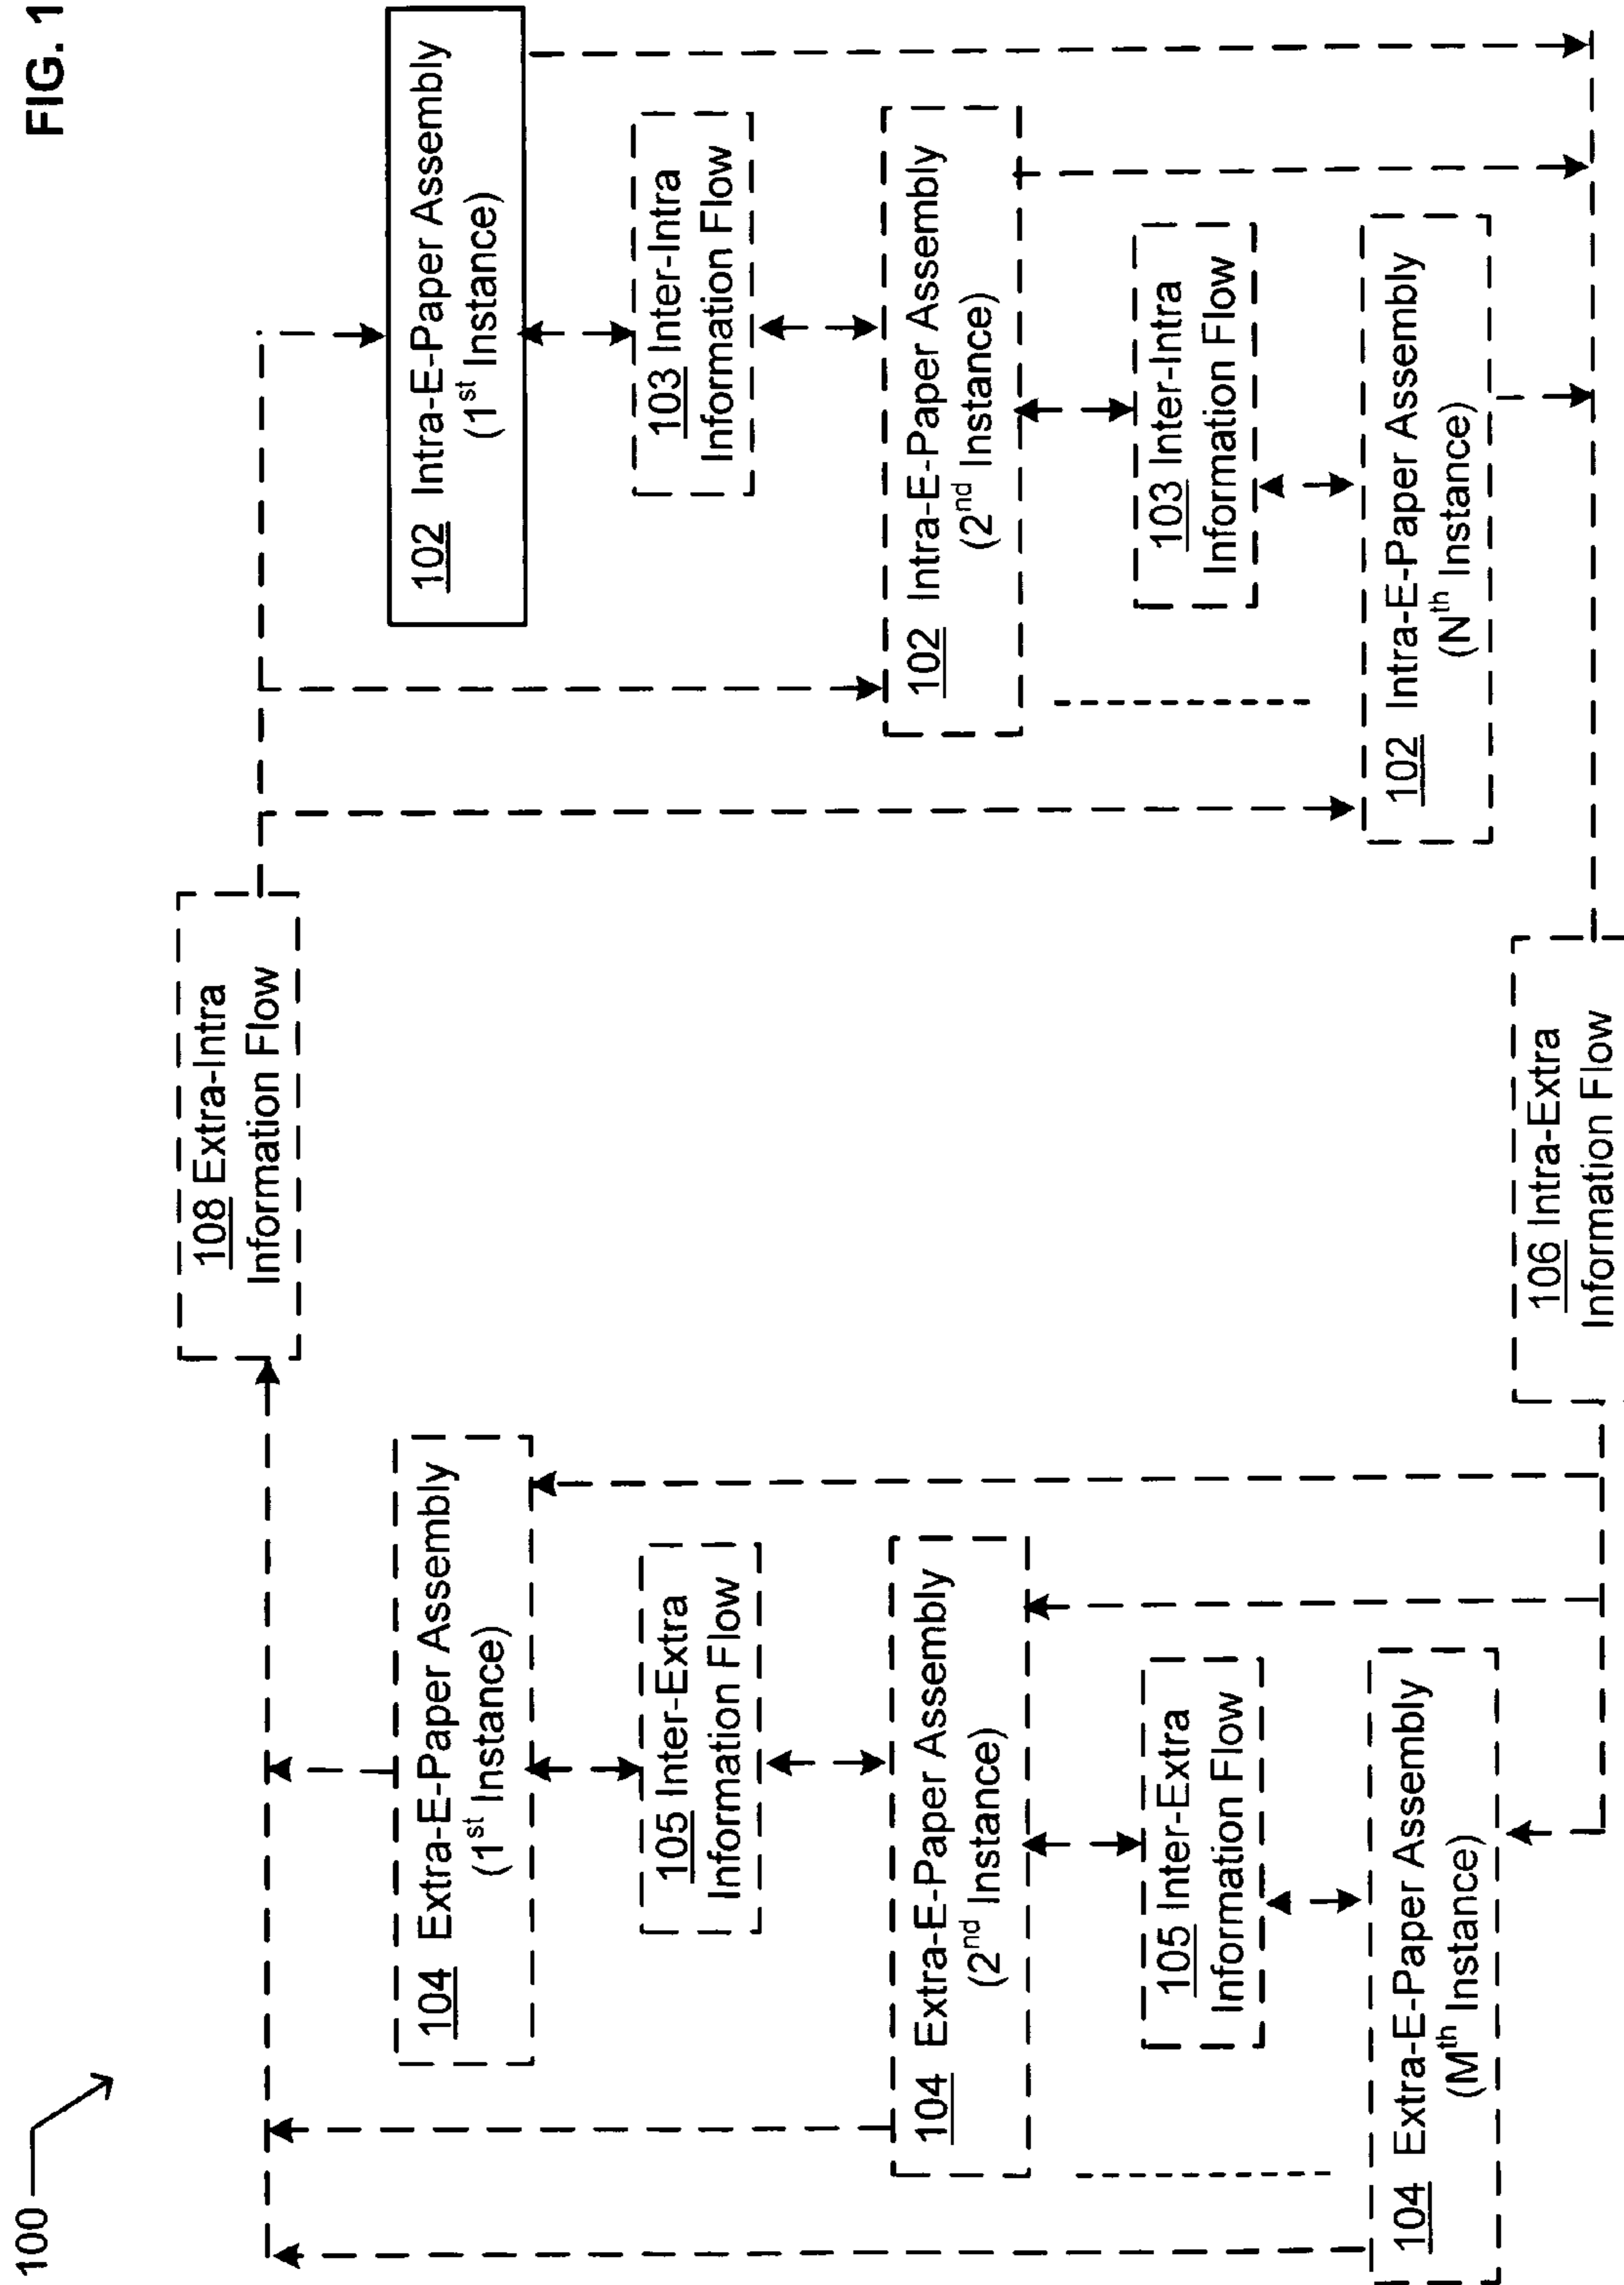 FIG. 1
100
108 Extra-Intra
Information Flow
104 Extra-E-Paper Assembly
(1st Instance)
105 Inter-Extra
Information Flow
104 Extra-E-Paper Assembly
(2nd Instance)
105 Inter-Extra
Information Flow
104 Extra-E-Paper Assembly
(Mth Instance)
102 Intra-E-Paper Assembly
(1st Instance)
103 Inter-Intra
Information Flow
102 Intra-E-Paper Assembly
(2nd Instance)
103 Inter-Intra
Information Flow
102 Intra-E-Paper Assembly
(Nth Instance)
106 Intra-Extra
Information Flow